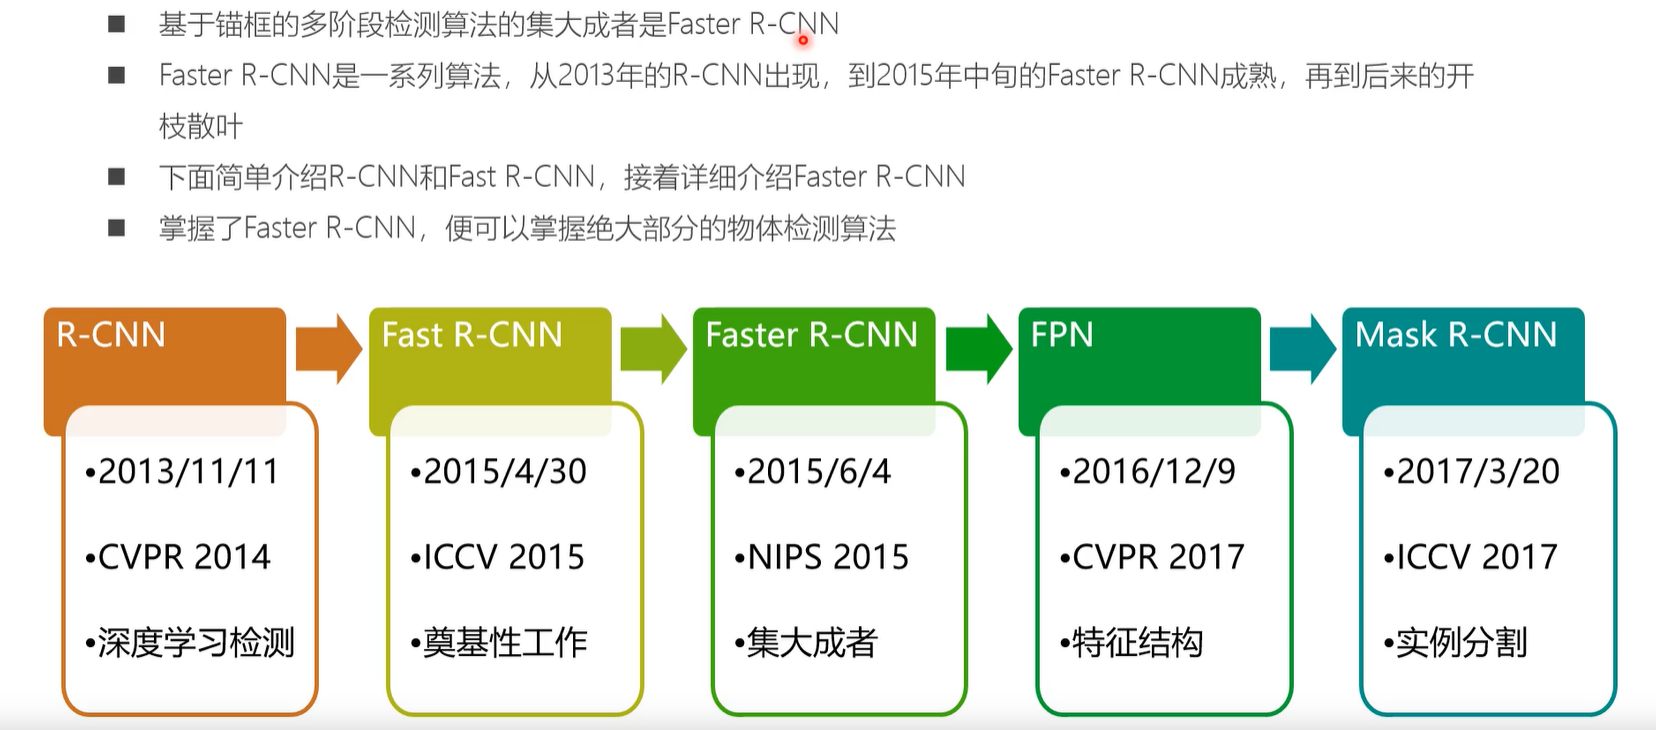 ■ 基于锚框的多阶段检测算法的集大成者是Faster R-CNN
■ Faster R-CNN是一系列算法，从2013年的R-CNN出现，到2015年中旬的Faster R-CNN成熟，再到后来的开
枝散叶
■ 下面简单介绍R-CNN和Fast R-CNN，接着详细介绍Faster R-CNN
■ 掌握了Faster R-CNN，便可以掌握绝大部分的物体检测算法
R-CNN
•2013/11/11
•CVPR 2014
•深度学习检测
Fast R-CNN
•2015/4/30
•ICCV 2015
•奠基性工作
Faster R-CNN
•2015/6/4
•NIPS 2015
•集大成者
FPN
•2016/12/9
•CVPR 2017
•特征结构
Mask R-CNN
•2017/3/20
•ICCV 2017
•实例分割